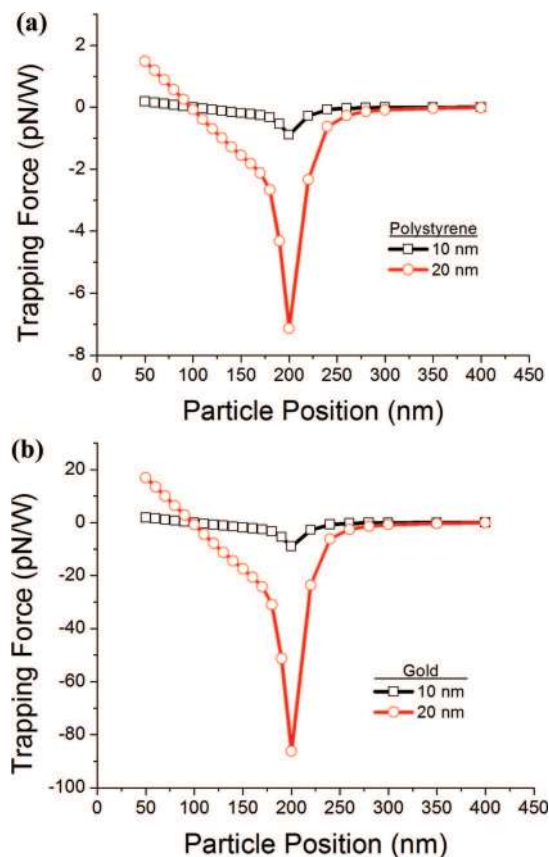 (a)
Trapping Force (pN/W)
2
0
-2
-4
-6
-8
Polystyrene
10 nm
20 nm
0 50 100 150 200 250 300 350 400 450
Particle Position (nm)
(b)
Trapping Force (pN/W)
20
0
-20
-40
-60
-80
-100
Gold
10 nm
20 nm
0 50 100 150 200 250 300 350 400 450
Particle Position (nm)